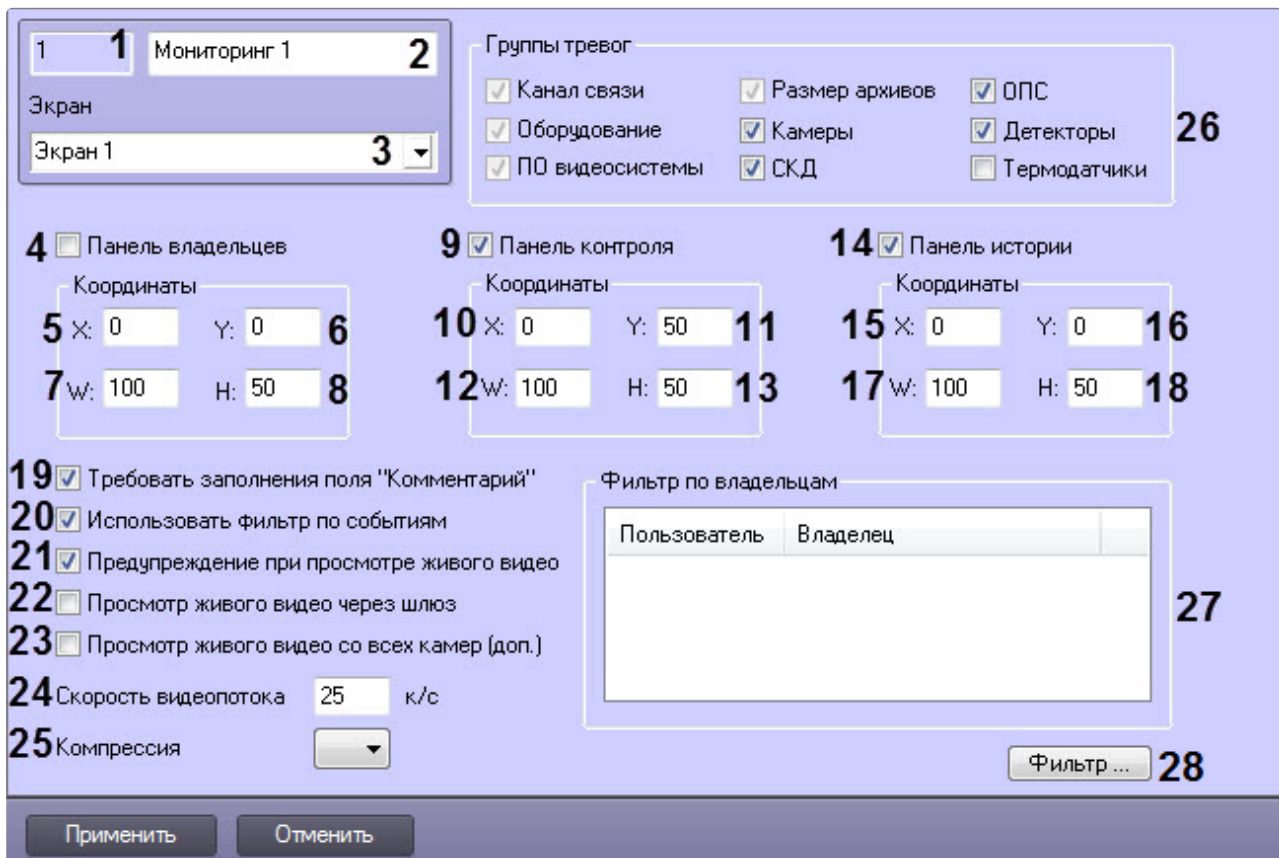 1 1 Мониторинг 1 2
Экран
Экран 1 3
Группы тревог
Канал связи Размер архивов ОПС
Оборудование Камеры Детекторы
ПО видеосистемы СКД Термодатчики
26
4 Панель владельцев
Координаты
5 X: 0 Y: 0 6
7 W: 100 H: 50 8
9 Панель контроля
Координаты
10 X: 0 Y: 50 11
12 W: 100 H: 50 13
14 Панель истории
Координаты
15 X: 0 Y: 0 16
17 W: 100 H: 50 18
19 Требовать заполнения поля "Комментарий"
20 Использовать фильтр по событиям
21 Предупреждение при просмотре живого видео
22 Просмотр живого видео через шлюз
23 Просмотр живого видео со всех камер (доп.)
24 Скорость видеопотока 25 к/с
25 Компрессия
Фильтр по владельцам
Пользователь Владелец
27
Фильтр ... 28
Применить Отменить